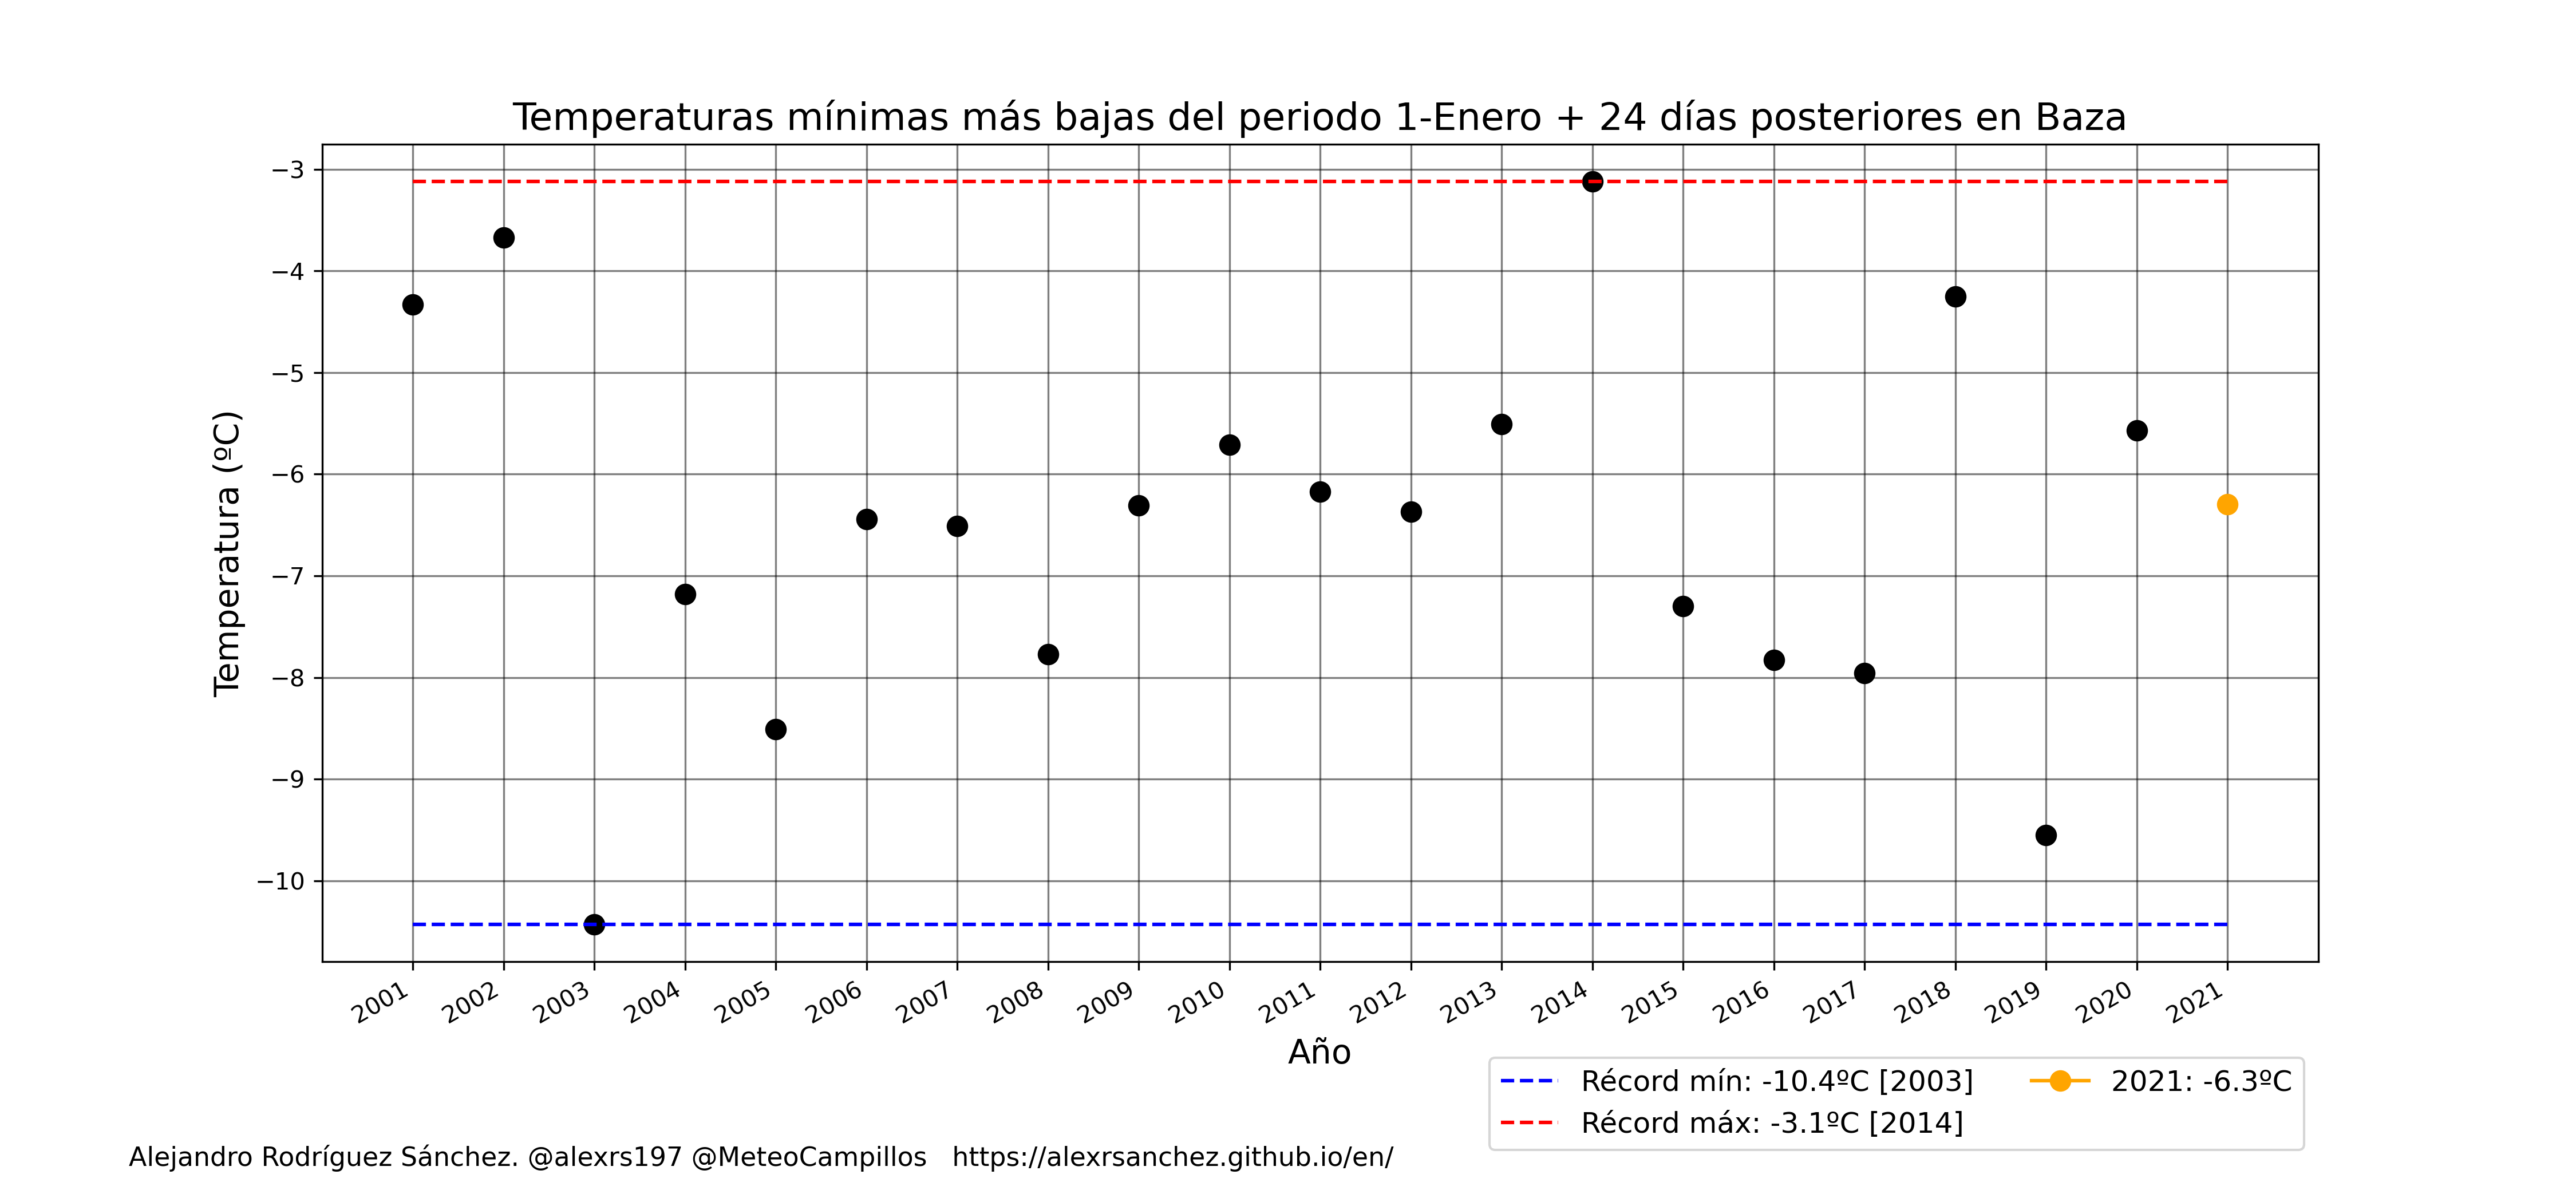 Temperaturas mínimas más bajas del periodo 1-Enero + 24 días posteriores en Baza
Temperatura (ºC)
−3
−4
−5
−6
−7
−8
−9
−10
2001 2002 2003 2004 2005 2006 2007 2008 2009 2010 2011 2012 2013 2014 2015 2016 2017 2018 2019 2020 2021
Año
Récord mín: -10.4ºC [2003]
Récord máx: -3.1ºC [2014]
2021: -6.3ºC
Alejandro Rodríguez Sánchez. @alexrs197 @MeteoCampillos https://alexrsanchez.github.io/en/